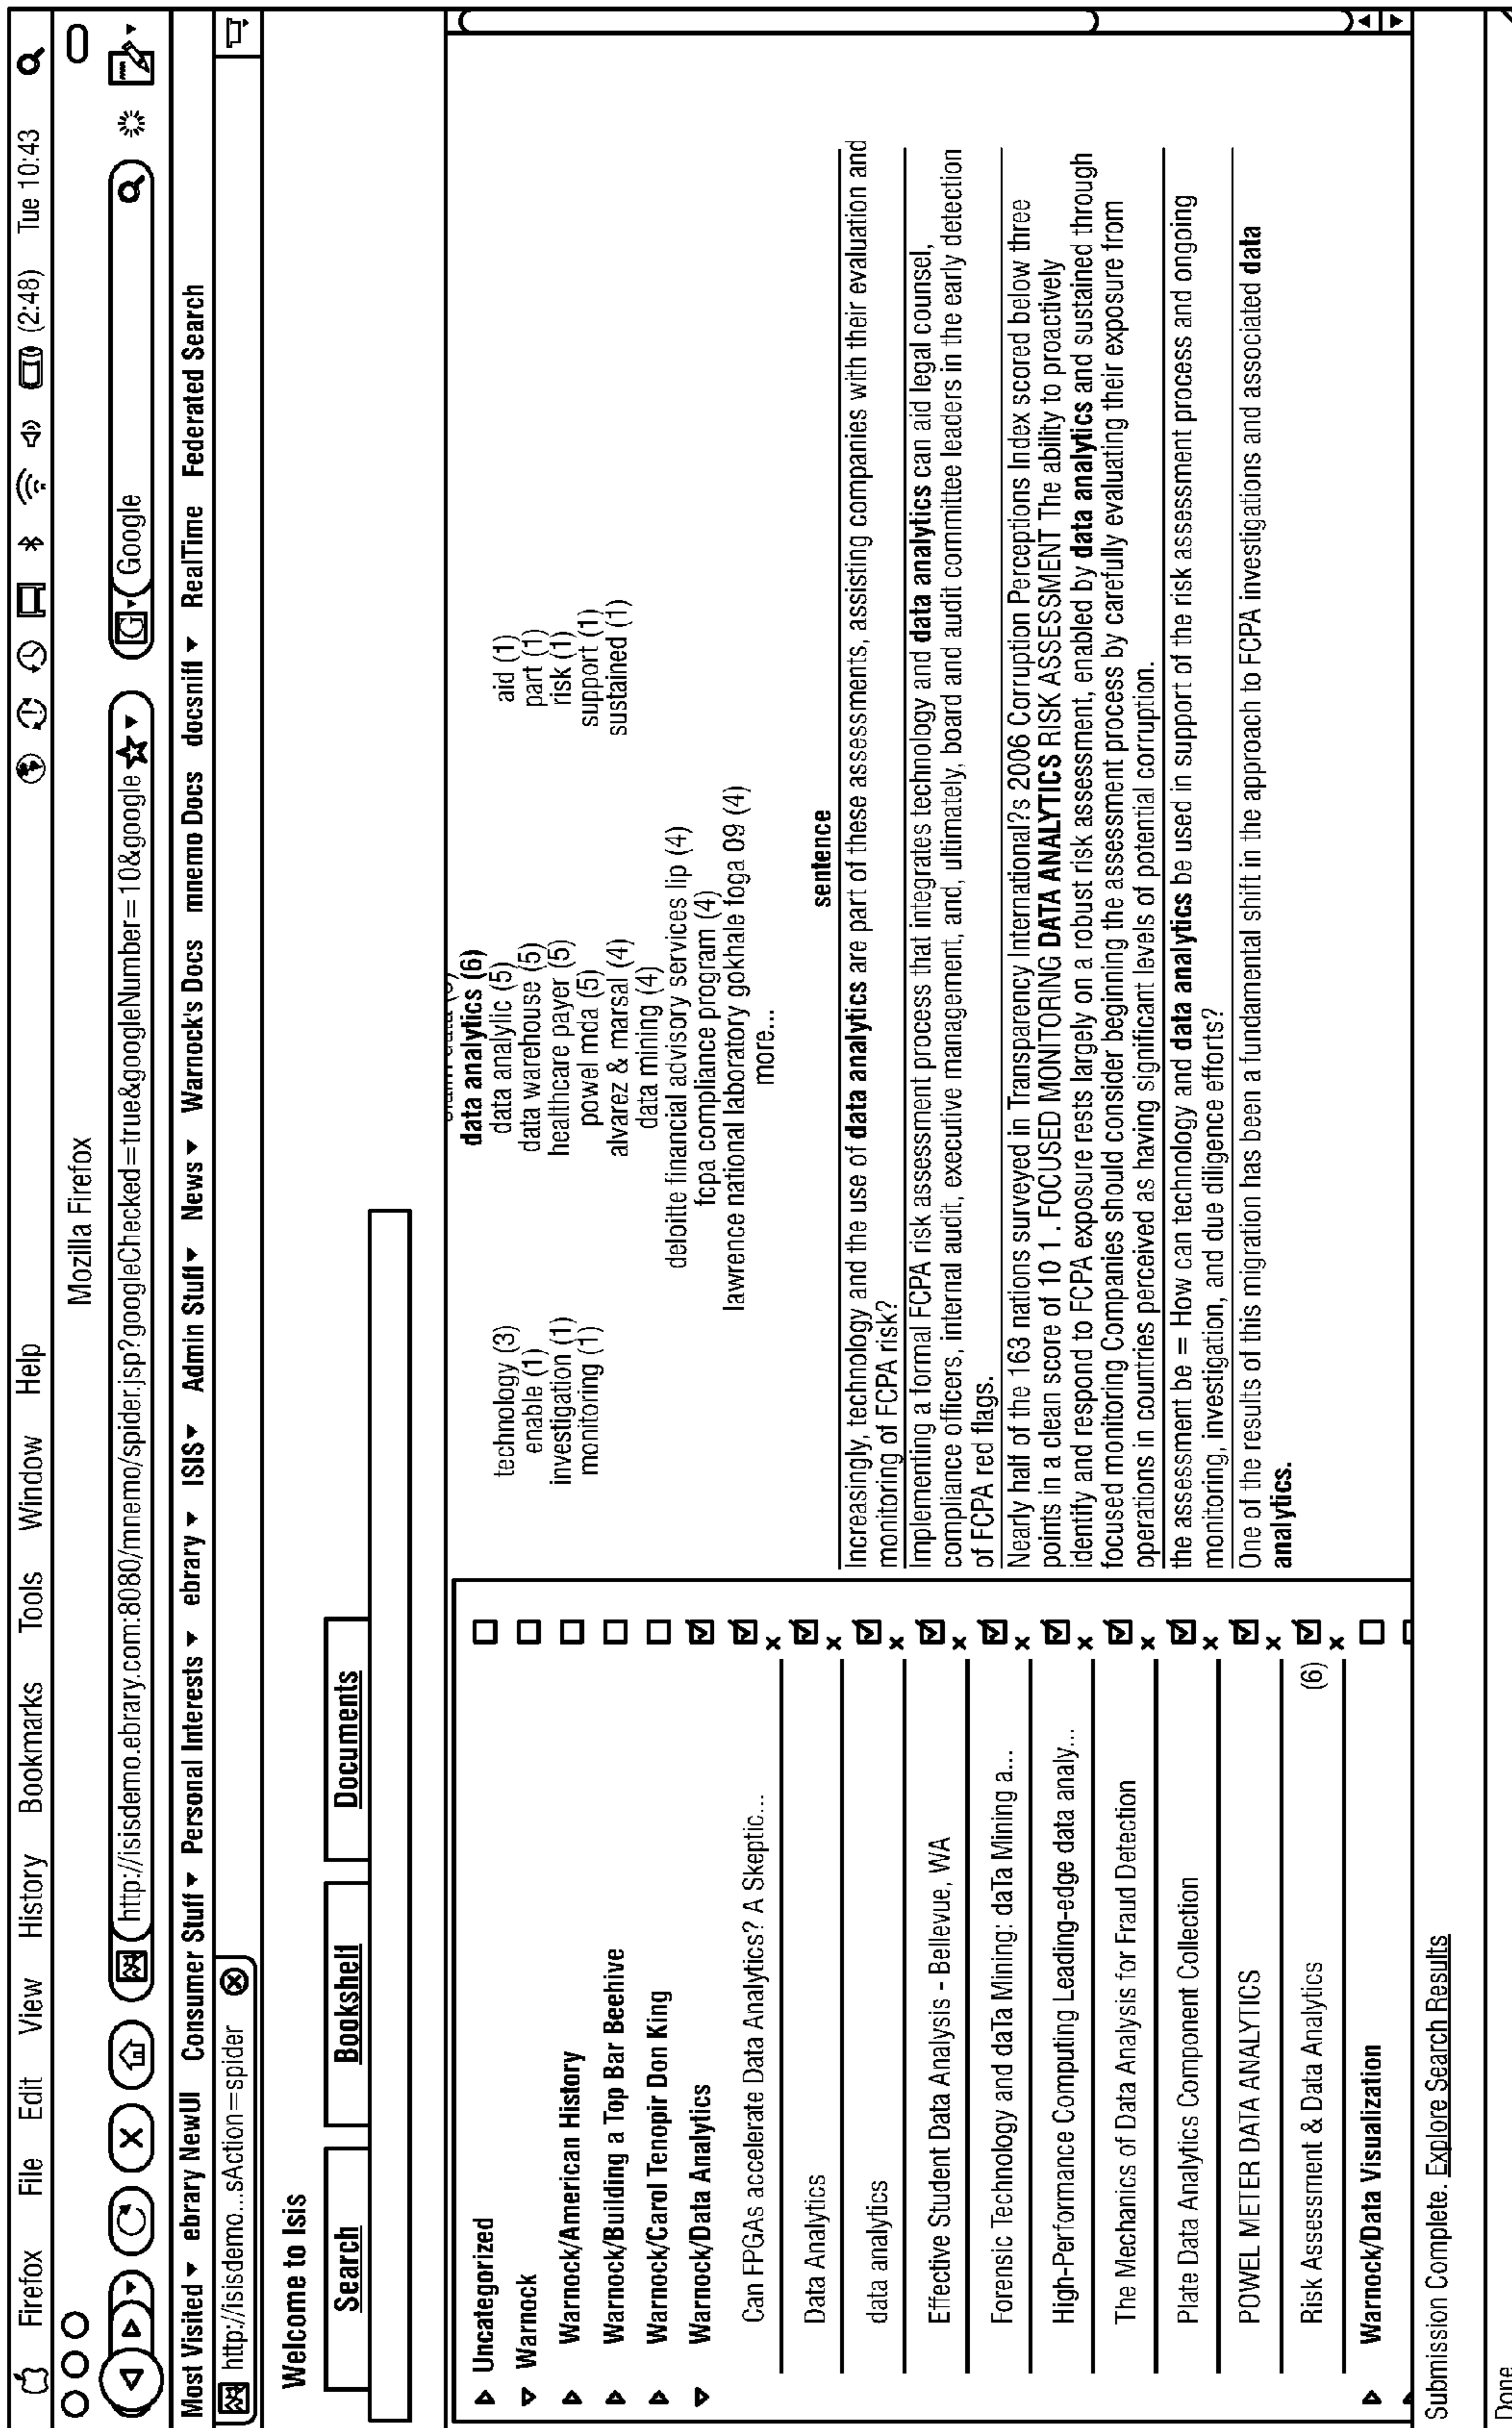 Firefox File Edit View History Bookmarks Tools Window Help (2:48) Tue 10:43
Mozilla Firefox
http://isisdemo.ebrary.com:8080/mnemo/spider.jsp?googleChecked=true&googleNumber=10&google G Google
Most Visited ebrary NewUI Consumer Stuff Personal Interests ebrary ISIS Admin Stuff News Warnock's Docs mnemo Docs docsniff RealTime Federated Search
http://isisdemo...sAction=spider
Welcome to Isis
Search Bookshelf Documents
Uncategorized
Warnock
Warnock/American History
Warnock/Building a Top Bar Beehive
Warnock/Carol Tenopir Don King
Warnock/Data Analytics
Can FPGAs accelerate Data Analytics? A Skeptic...
x
Data Analytics
x
data analytics
x
Effective Student Data Analysis - Bellevue, WA
x
Forensic Technology and daTa Mining: daTa Mining a...
x
High-Performance Computing Leading-edge data analy...
x
The Mechanics of Data Analysis for Fraud Detection
x
Plate Data Analytics Component Collection
x
POWEL METER DATA ANALYTICS
x
Risk Assessment & Data Analytics (6)
x
Warnock/Data Visualization
technology (3)
enable (1)
investigation (1)
monitoring (1)
data analytics (6)
data analylic (5)
data warehouse (5)
healthcare payer (5)
powel mda (5)
alvarez & marsal (4)
data mining (4)
deloitte financial advisory services lip (4)
fcpa compliance program (4)
lawrence national laboratory gokhale foga 09 (4)
more...
aid (1)
part (1)
risk (1)
support (1)
sustained (1)
sentence
Increasingly, technology and the use of data analytics are part of these assessments, assisting companies with their evaluation and
monitoring of FCPA risk?
Implementing a formal FCPA risk assessment process that integrates technology and data analytics can aid legal counsel,
compliance officers, internal audit, executive management, and, ultimately, board and audit committee leaders in the early detection
of FCPA red flags.
Nearly half of the 163 nations surveyed in Transparency International?s 2006 Corruption Perceptions Index scored below three
points in a clean score of 10 1 . FOCUSED MONITORING DATA ANALYTICS RISK ASSESSMENT The ability to proactively
identify and respond to FCPA exposure rests largely on a robust risk assessment, enabled by data analytics and sustained through
focused monitoring Companies should consider beginning the assessment process by carefully evaluating their exposure from
operations in countries perceived as having significant levels of potential corruption.
the assessment be = How can technology and data analytics be used in support of the risk assessment process and ongoing
monitoring, investigation, and due diligence efforts?
One of the results of this migration has been a fundamental shift in the approach to FCPA investigations and associated data
analytics.
Submission Complete. Explore Search Results
Done